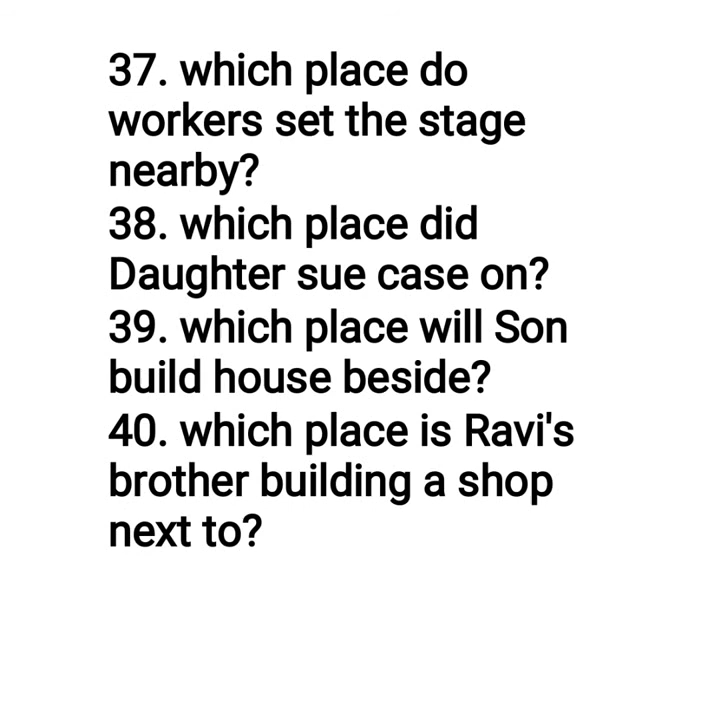 37. which place do
workers set the stage
nearby?
38. which place did
Daughter sue case on?
39. which place will Son
build house beside?
40. which place is Ravi's
brother building a shop
next to?